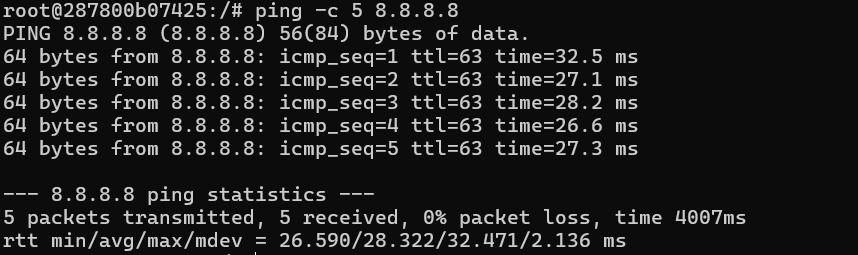 root@287800b07425:/# ping -c 5 8.8.8.8
PING 8.8.8.8 (8.8.8.8) 56(84) bytes of data.
64 bytes from 8.8.8.8: icmp_seq=1 ttl=63 time=32.5 ms
64 bytes from 8.8.8.8: icmp_seq=2 ttl=63 time=27.1 ms
64 bytes from 8.8.8.8: icmp_seq=3 ttl=63 time=28.2 ms
64 bytes from 8.8.8.8: icmp_seq=4 ttl=63 time=26.6 ms
64 bytes from 8.8.8.8: icmp_seq=5 ttl=63 time=27.3 ms
--- 8.8.8.8 ping statistics ---
5 packets transmitted, 5 received, 0% packet loss, time 4007ms
rtt min/avg/max/mdev = 26.590/28.322/32.471/2.136 ms